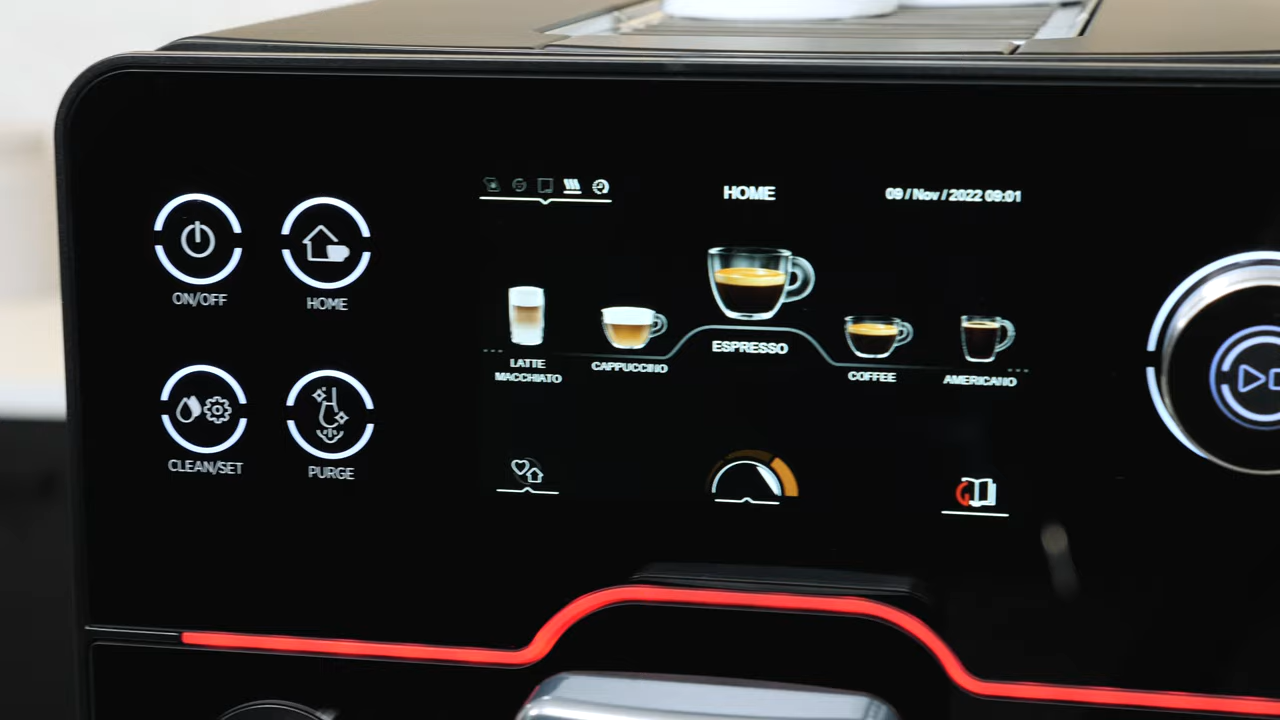 HOME
09 / Nov / 2022 09:01
ON/OFF
HOME
LATTE
MACCHIATO
CAPPUCCINO
ESPRESSO
COFFEE
AMERICANO
CLEAN/SET
PURGE